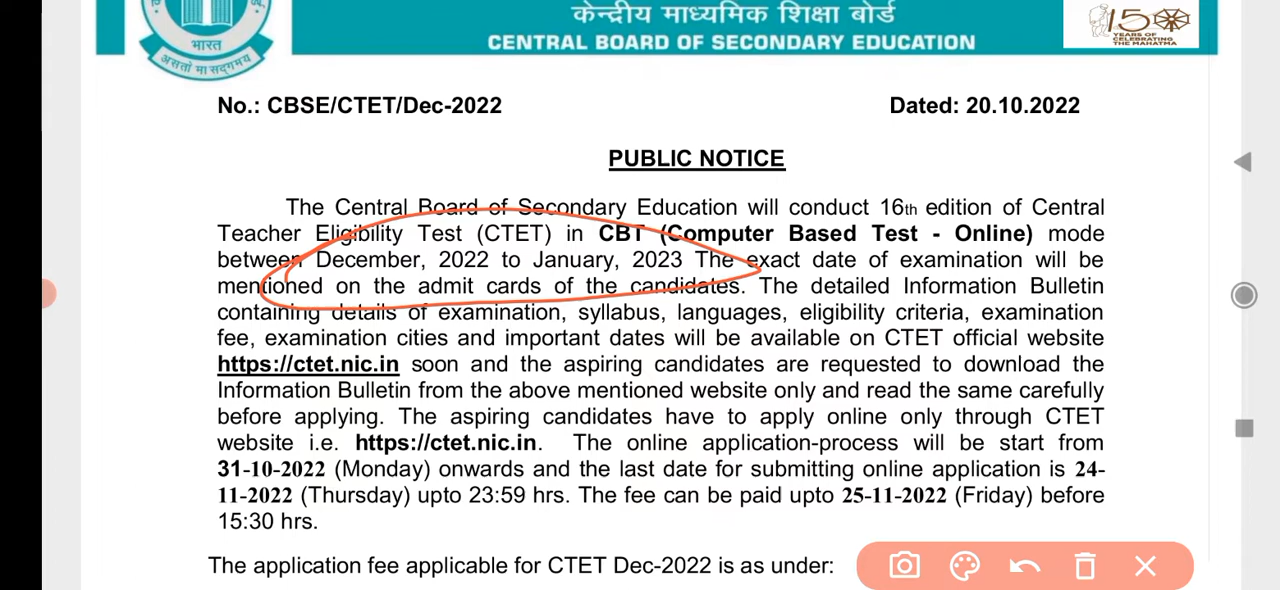 केन्द्रीय माध्यमिक शिक्षा बोर्ड
CENTRAL BOARD OF SECONDARY EDUCATION
भारत
असतो मा सद्गमय
150
YEARS OF
CELEBRATING
THE MAHATMA
No.: CBSE/CTET/Dec-2022 Dated: 20.10.2022
PUBLIC NOTICE
The Central Board of Secondary Education will conduct 16th edition of Central
Teacher Eligibility Test (CTET) in CBT (Computer Based Test - Online) mode
between December, 2022 to January, 2023 The exact date of examination will be
mentioned on the admit cards of the candidates. The detailed Information Bulletin
containing details of examination, syllabus, languages, eligibility criteria, examination
fee, examination cities and important dates will be available on CTET official website
https://ctet.nic.in soon and the aspiring candidates are requested to download the
Information Bulletin from the above mentioned website only and read the same carefully
before applying. The aspiring candidates have to apply online only through CTET
website i.e. https://ctet.nic.in. The online application-process will be start from
31-10-2022 (Monday) onwards and the last date for submitting online application is 24-
11-2022 (Thursday) upto 23:59 hrs. The fee can be paid upto 25-11-2022 (Friday) before
15:30 hrs.
The application fee applicable for CTET Dec-2022 is as under: